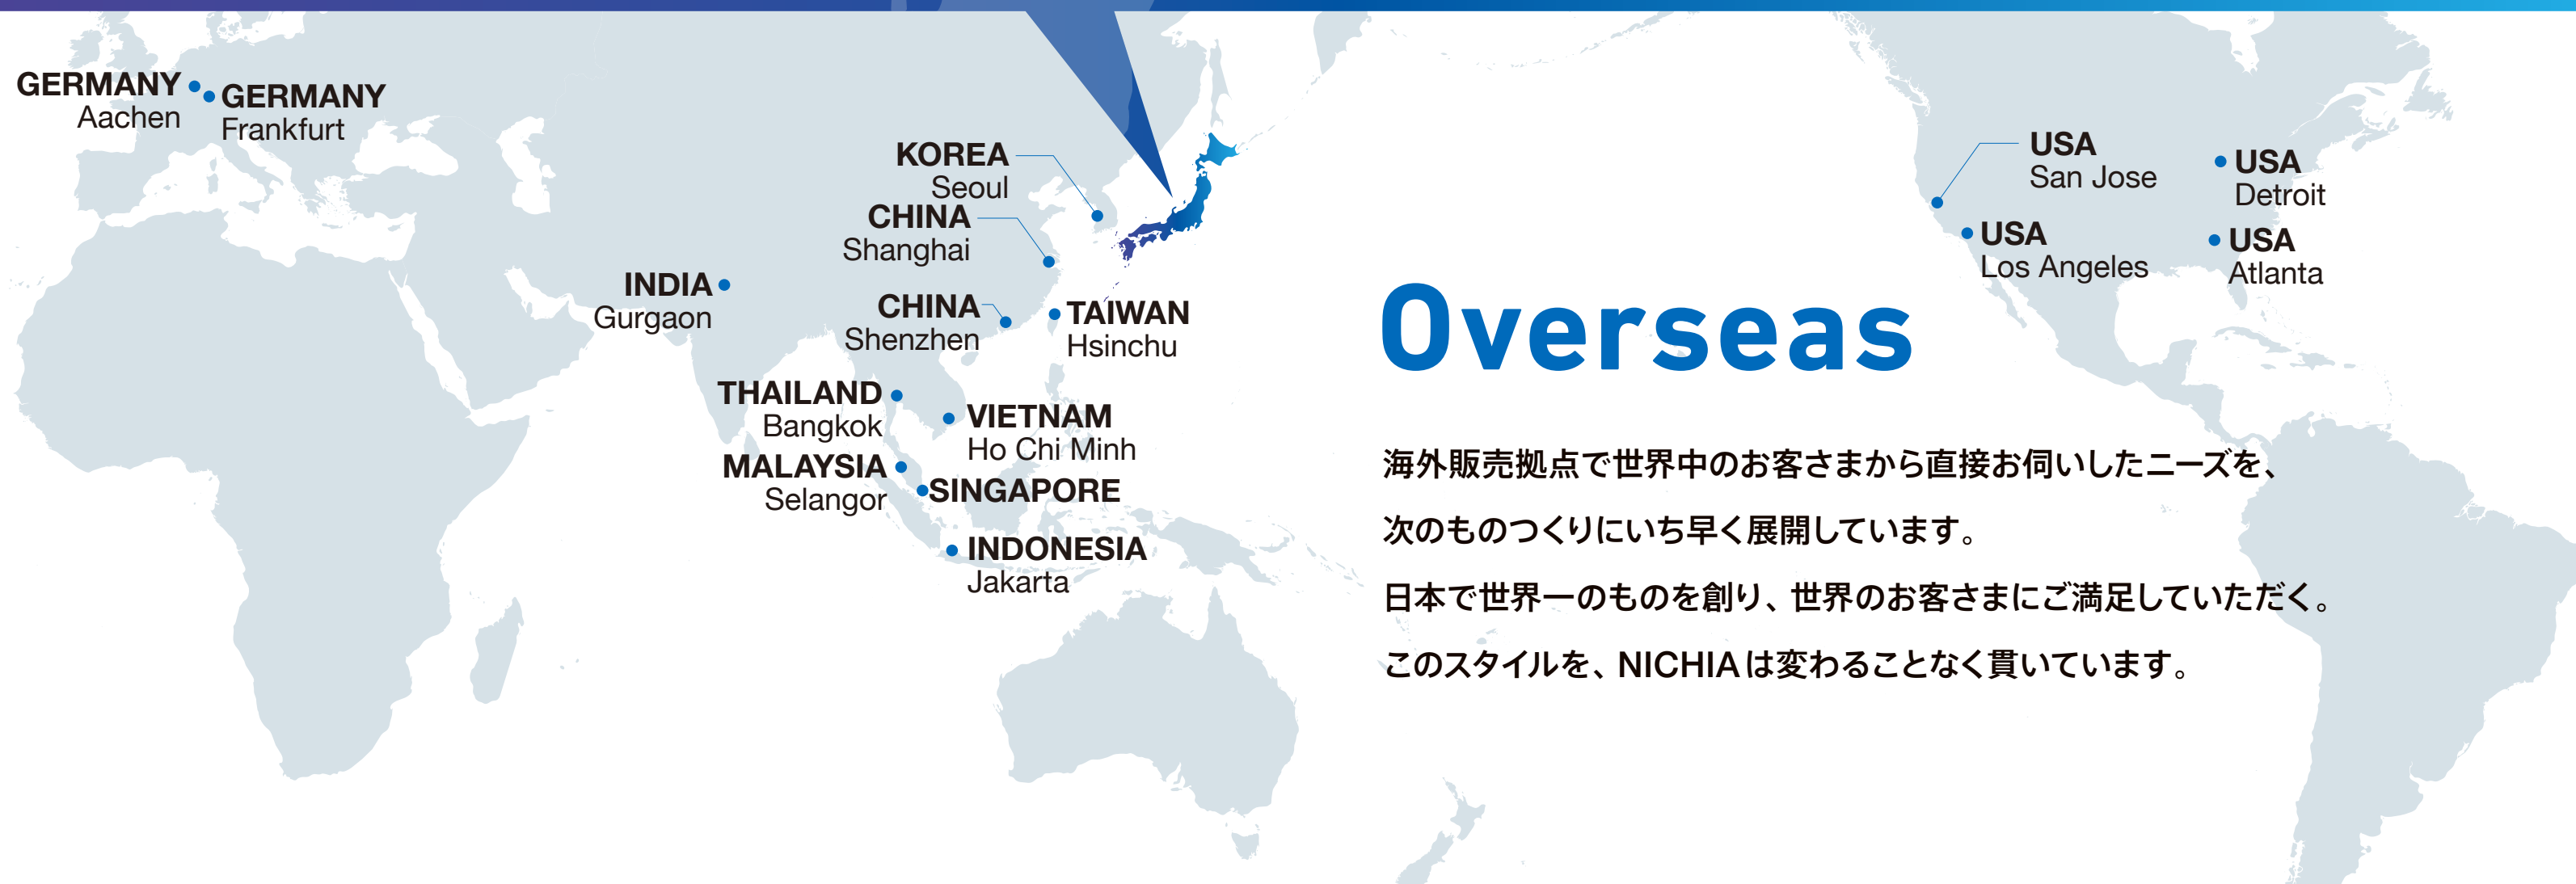 GERMANY
Aachen
GERMANY
Frankfurt
KOREA
Seoul
CHINA
Shanghai
INDIA
Gurgaon
CHINA
Shenzhen
TAIWAN
Hsinchu
THAILAND
Bangkok
VIETNAM
Ho Chi Minh
MALAYSIA
Selangor
SINGAPORE
INDONESIA
Jakarta
USA
San Jose
USA
Detroit
USA
Los Angeles
USA
Atlanta
Overseas
海外販売拠点で世界中のお客さまから直接お伺いしたニーズを、
次のものつくりにいち早く展開しています。
日本で世界一のものを創り、世界のお客さまにご満足していただく。
このスタイルを、NICHIAは変わることなく貫いています。